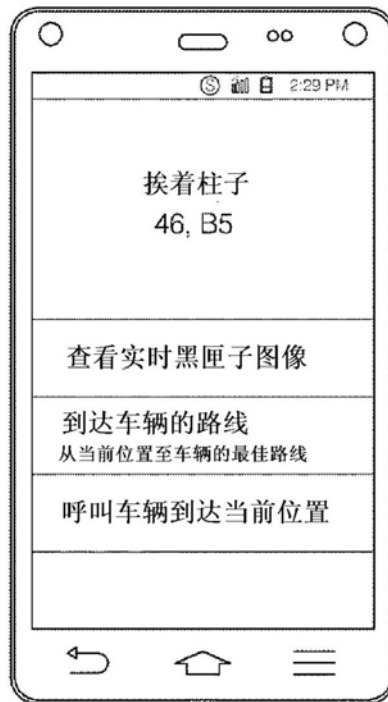 2:29 PM
挨着柱子
46, B5
查看实时黑匣子图像
到达车辆的路线
从当前位置至车辆的最佳路线
呼叫车辆到达当前位置